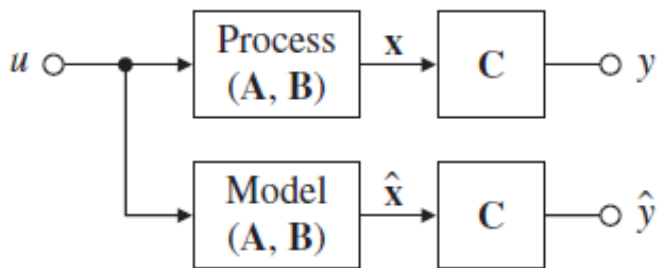 u
Process
(A, B)
x
C
y
Model
(A, B)
x̂
C
ŷ